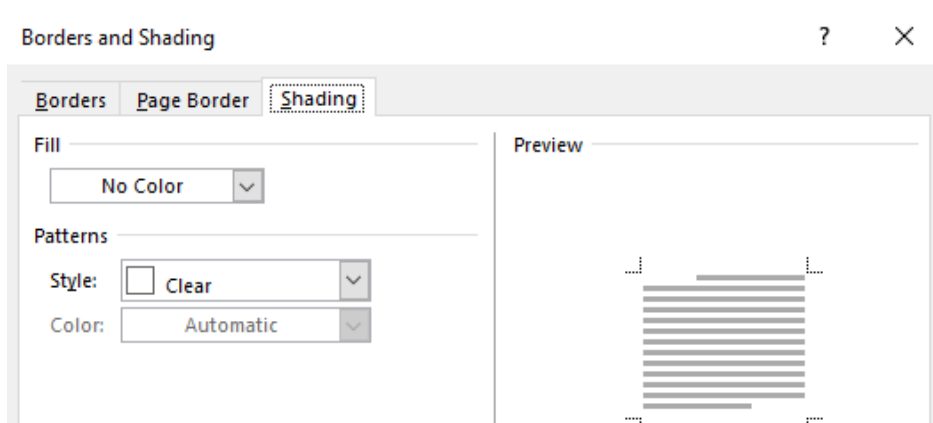 Borders and Shading ? ×
Borders Page Border Shading
Fill
No Color
Patterns
Style: Clear
Color: Automatic
Preview